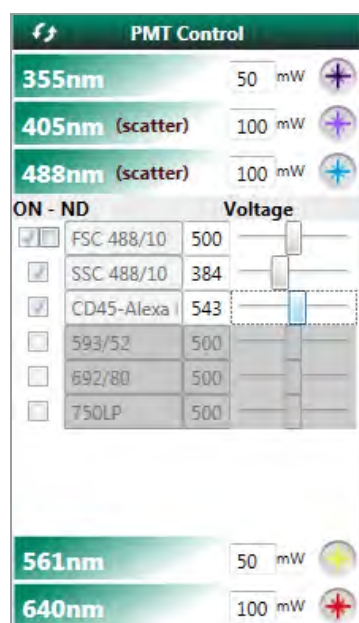 PMT Control
355nm 50 mW
405nm (scatter) 100 mW
488nm (scatter) 100 mW
ON - ND Voltage
FSC 488/10 500
SSC 488/10 384
CD45-Alexa 543
593/52 500
692/80 500
750LP 500
561nm 50 mW
640nm 100 mW